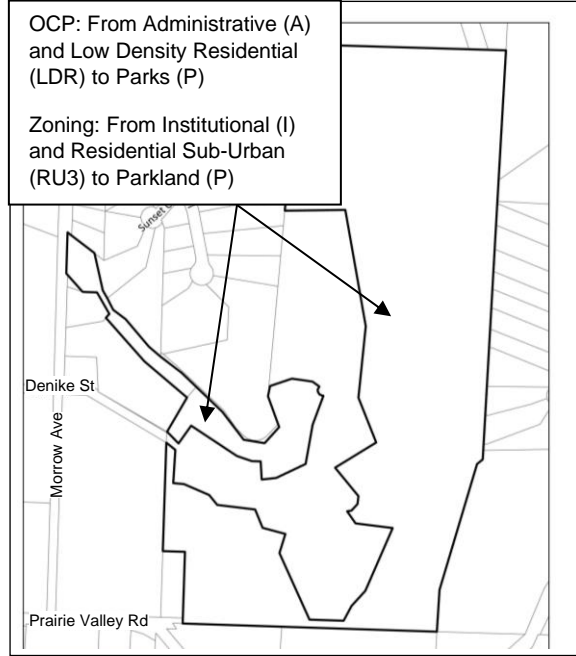 OCP: From Administrative (A)
and Low Density Residential
(LDR) to Parks (P)
Zoning: From Institutional (I)
and Residential Sub-Urban
(RU3) to Parkland (P)
Sunset
Denike St
Morrow Ave
Prairie Valley Rd